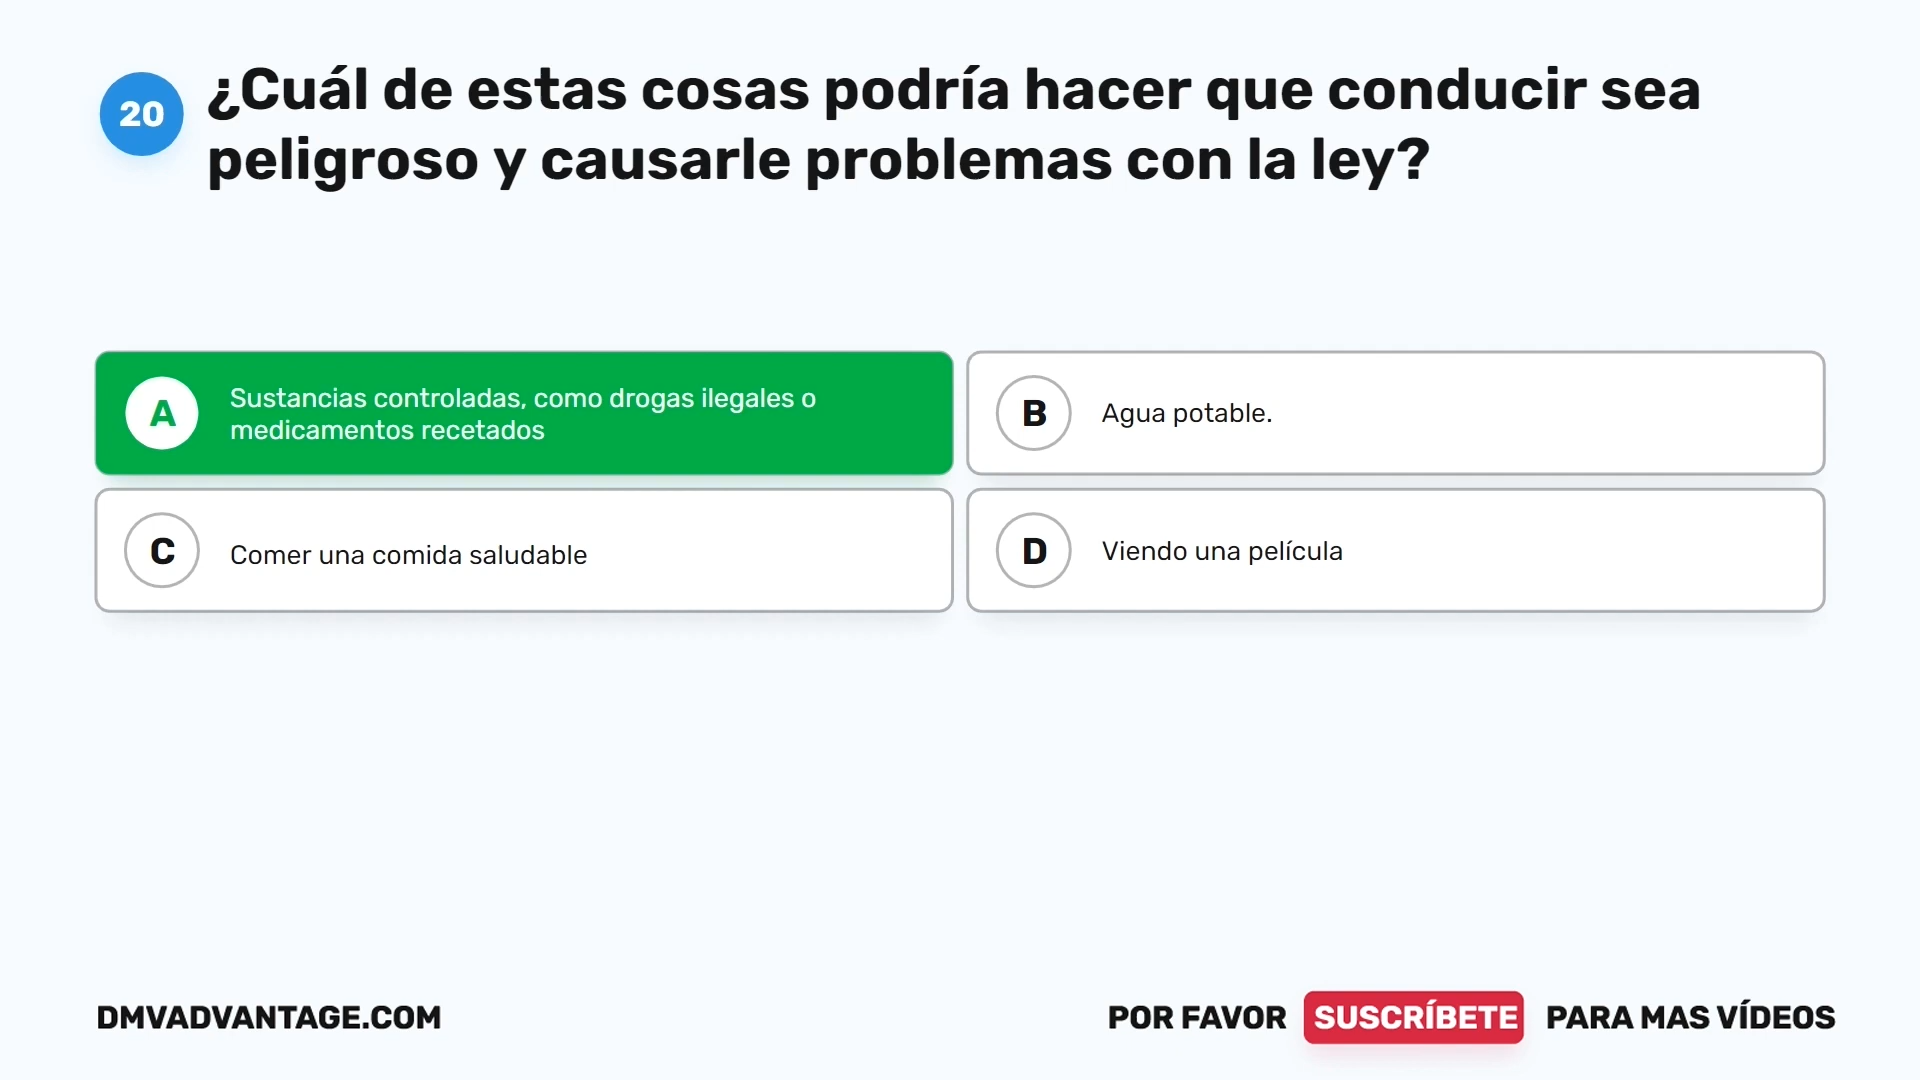 20
¿Cuál de estas cosas podría hacer que conducir sea
peligroso y causarle problemas con la ley?
A
Sustancias controladas, como drogas ilegales o
medicamentos recetados
B
Agua potable.
C
Comer una comida saludable
D
Viendo una película
DMVADVANTAGE.COM
POR FAVOR SUSCRÍBETE PARA MAS VÍDEOS